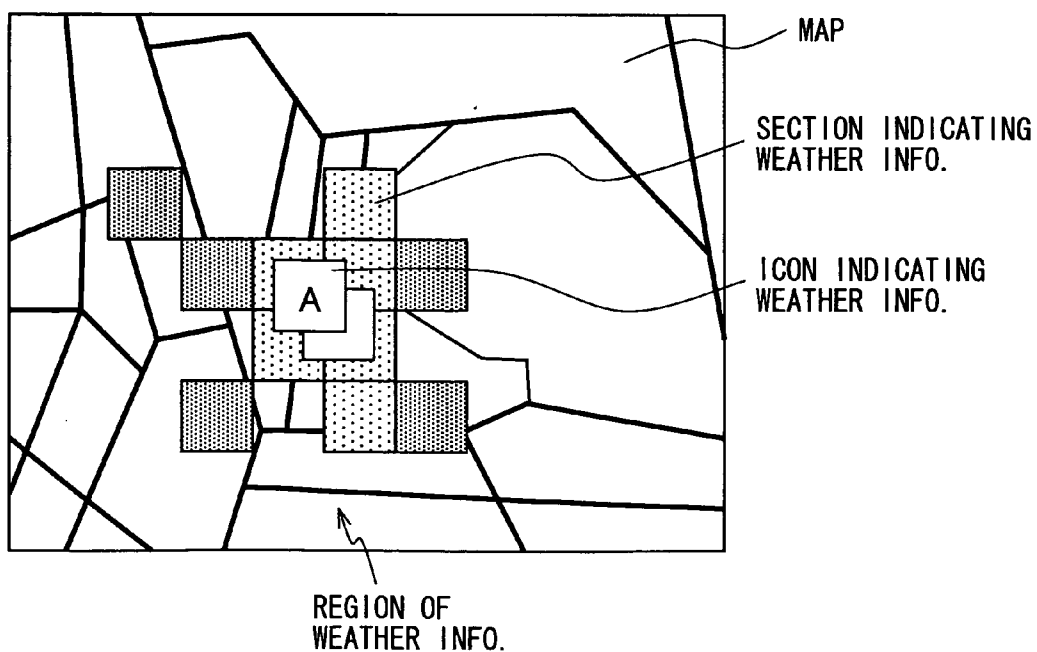 MAP
SECTION INDICATING
WEATHER INFO.
ICON INDICATING
WEATHER INFO.
A
REGION OF
WEATHER INFO.